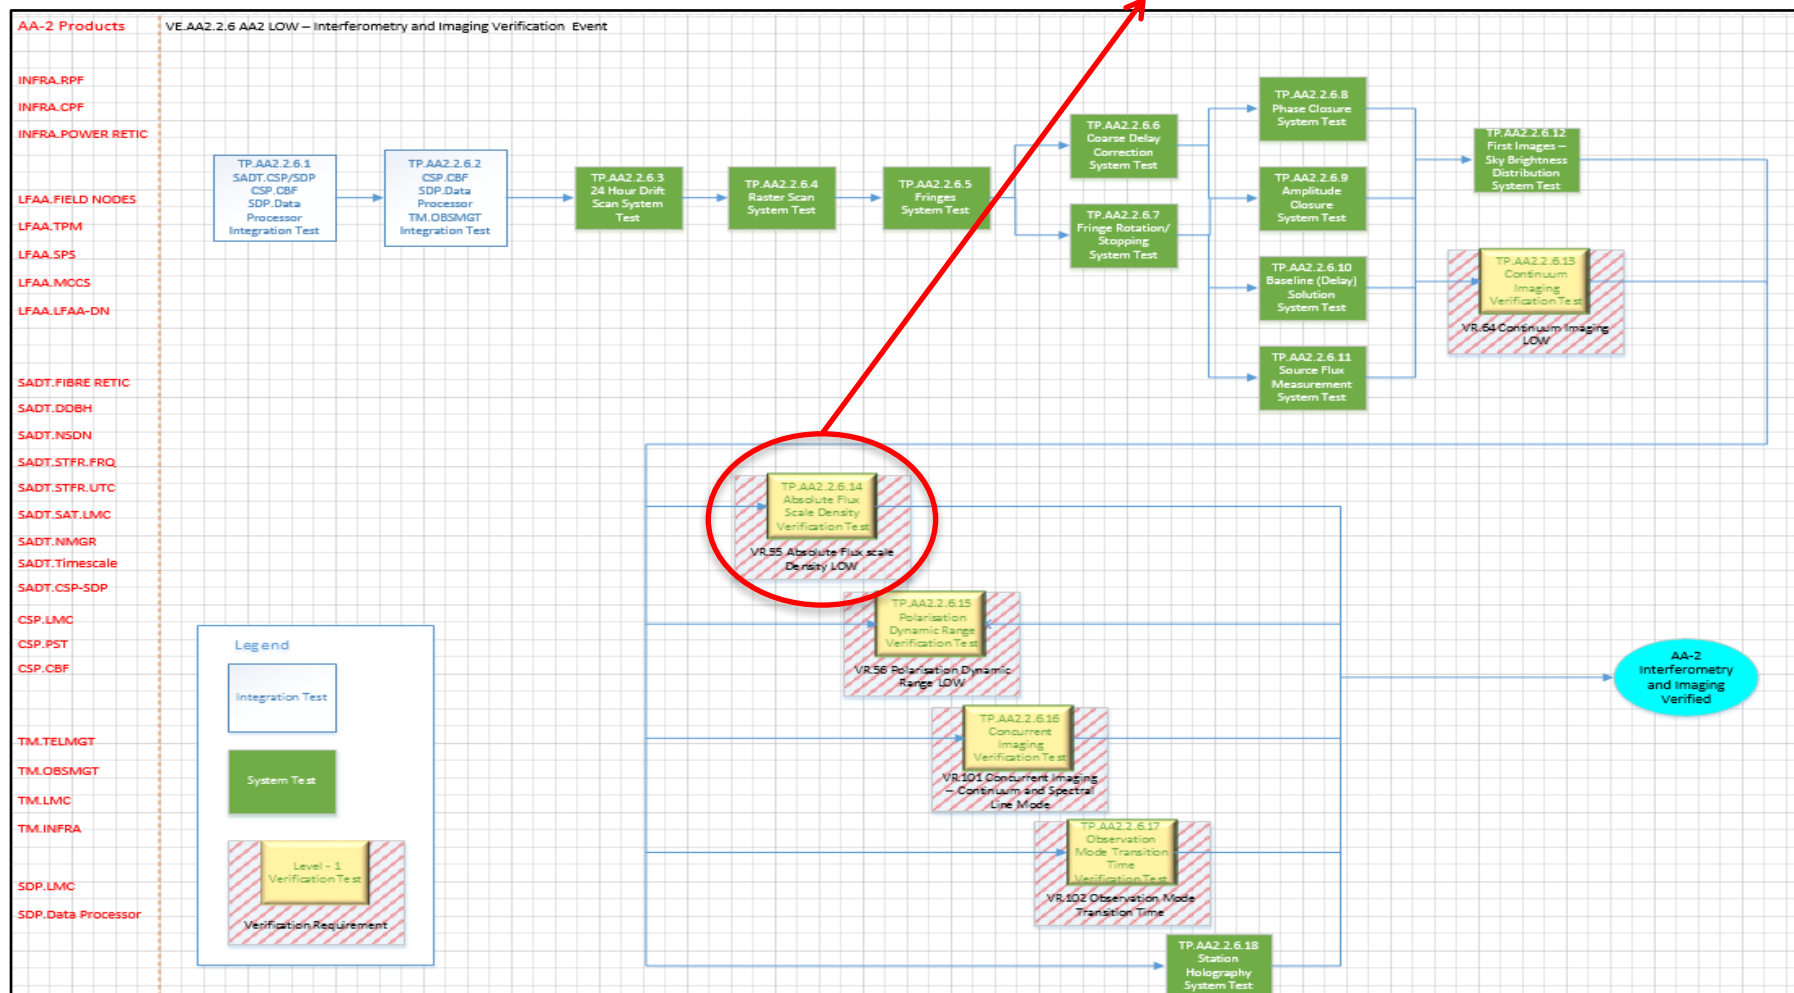 AA-2 Products
VE.AA2.2.6 AA2 LOW – Interferometry and Imaging Verification Event
INFRA.RPF
INFRA.CPF
INFRA.POWER RETIC
LFAA.FIELD NODES
LFAA.TPM
LFAA.SPS
LFAA.MCCS
LFAA.LFAA-DN
SADT.FIBRE RETIC
SADT.DDBH
SADT.NSDN
SADT.STFR.FRQ
SADT.STFR.UTC
SADT.SAT.LMC
SADT.NMGR
SADT.Timescale
SADT.CSP-SDP
CSP.LMC
CSP.PST
CSP.CBF
TM.TELMGT
TM.OBSMGT
TM.LMC
TM.INFRA
SDP.LMC
SDP.Data Processor
TP.AA2.2.6.1
SADT.CSP/SDP
CSP.CBF
SDP.Data
Processor
Integration Test
TP.AA2.2.6.2
CSP.CBF
SDP.Data
Processor
TM.OBSMGT
Integration Test
TP.AA2.2.6.3
24 Hour Drift
Scan System
Test
TP.AA2.2.6.4
Raster Scan
System Test
TP.AA2.2.6.5
Fringes
System Test
TP.AA2.2.6.6
Coarse Delay
Correction
System Test
TP.AA2.2.6.7
Fringe Rotation/
Stopping
System Test
TP.AA2.2.6.8
Phase Closure
System Test
TP.AA2.2.6.9
Amplitude
Closure
System Test
TP.AA2.2.6.10
Baseline (Delay)
Solution
System Test
TP.AA2.2.6.11
Source Flux
Measurement
System Test
TP.AA2.2.6.12
First Images –
Sky Brightness
Distribution
System Test
TP.AA2.2.6.13
Continuum
Imaging
Verification Test
VR.64 Continuum Imaging
LOW
TP.AA2.2.6.14
Absolute Flux
Scale Density
Verification Test
VR.55 Absolute Flux scale
Density LOW
TP.AA2.2.6.15
Polarisation
Dynamic Range
Verification Test
VR.56 Polarisation Dynamic
Range LOW
TP.AA2.2.6.16
Concurrent
Imaging
Verification Test
VR.101 Concurrent Imaging
– Continuum and Spectral
Line Mode
TP.AA2.2.6.17
Observation
Mode Transition
Time
Verification Test
VR.102 Observation Mode
Transition Time
TP.AA2.2.6.18
Station
Holography
System Test
AA-2
Interferometry
and Imaging
Verified
Legend
Integration Test
System Test
Level - 1
Verification Test
Verification Requirement